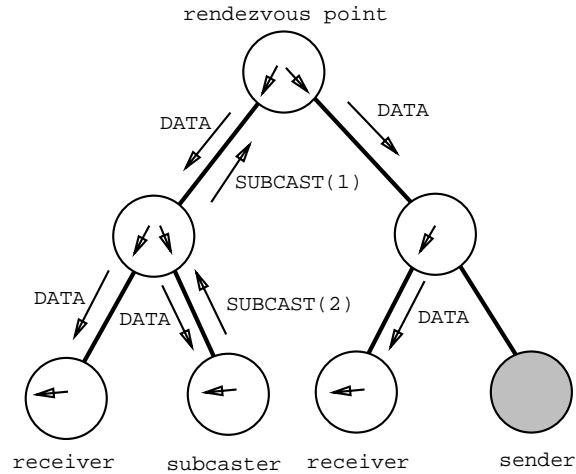 rendezvous point
DATA
DATA
SUBCAST(1)
DATA
DATA
SUBCAST(2)
DATA
receiver
subcaster
receiver
sender